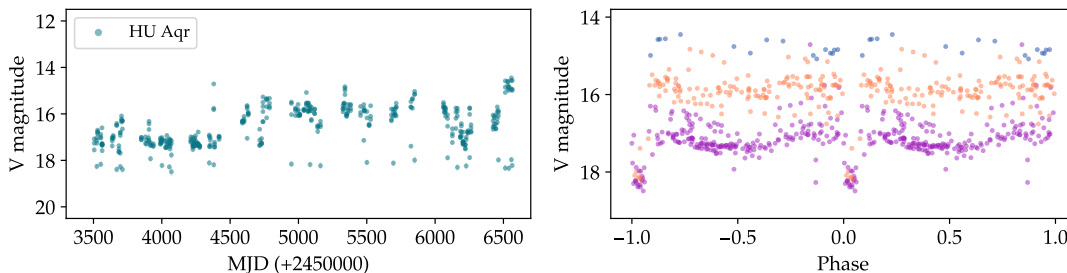 HU Aqr
V magnitude
12
14
16
18
20
3500 4000 4500 5000 5500 6000 6500
MJD (+2450000)
V magnitude
14
16
18
−1.0 −0.5 0.0 0.5 1.0
Phase